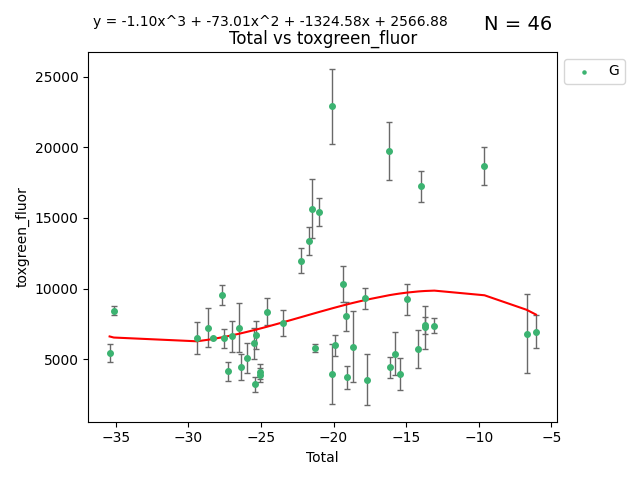 y = -1.10x^3 + -73.01x^2 + -1324.58x + 2566.88
N = 46
Total vs toxgreen_fluor
G
25000
20000
15000
10000
5000
toxgreen_fluor
−35 −30 −25 −20 −15 −10 −5
Total